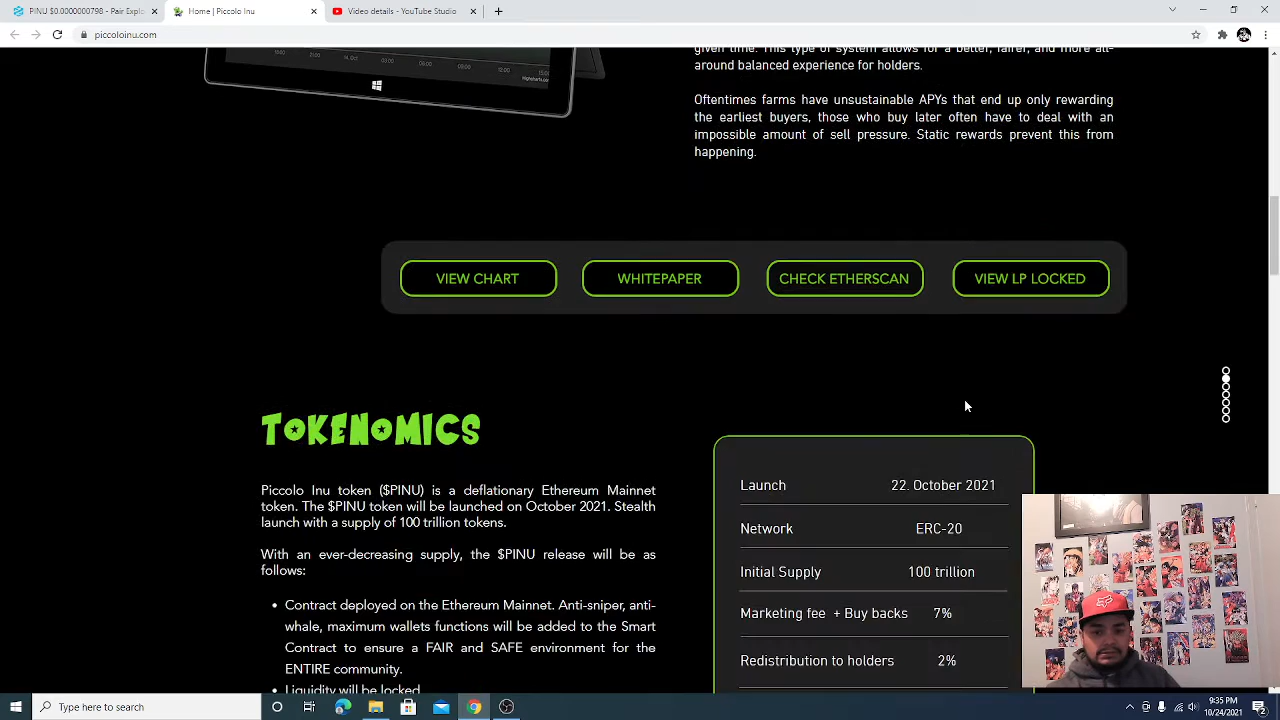 PINU $0.0000000798 - Pair Explo
Home | Piccolo Inu
Video details - YouTube Studio
piccoloinu.com
given time. This type of system allows for a better, fairer, and more all-
around balanced experience for holders.
Oftentimes farms have unsustainable APYs that end up only rewarding
the earliest buyers, those who buy later often have to deal with an
impossible amount of sell pressure. Static rewards prevent this from
happening.
VIEW CHART
WHITEPAPER
CHECK ETHERSCAN
VIEW LP LOCKED
TOKENOMICS
Piccolo Inu token ($PINU) is a deflationary Ethereum Mainnet
token. The $PINU token will be launched on October 2021. Stealth
launch with a supply of 100 trillion tokens.
With an ever-decreasing supply, the $PINU release will be as
follows:
• Contract deployed on the Ethereum Mainnet. Anti-sniper, anti-
whale, maximum wallets functions will be added to the Smart
Contract to ensure a FAIR and SAFE environment for the
ENTIRE community.
• Liquidity will be locked
Launch 22. October 2021
Network ERC-20
Initial Supply 100 trillion
Marketing fee + Buy backs 7%
Redistribution to holders 2%
Type here to search
9:35 PM
10/24/2021